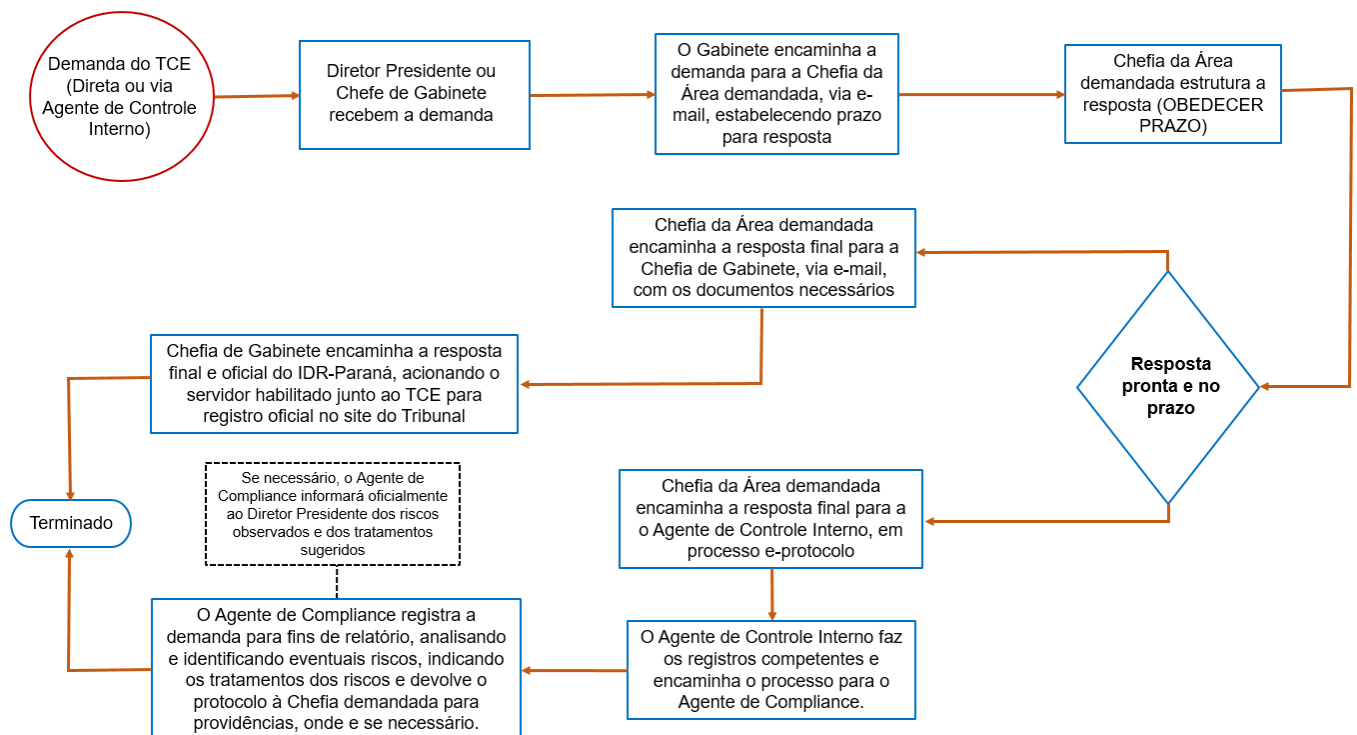 Demanda do TCE
(Direta ou via
Agente de Controle
Interno)
Diretor Presidente ou
Chefe de Gabinete
recebem a demanda
O Gabinete encaminha a
demanda para a Chefia da
Área demandada, via e-
mail, estabelecendo prazo
para resposta
Chefia da Área
demandada estrutura a
resposta (OBEDECER
PRAZO)
Chefia da Área demandada
encaminha a resposta final para a
Chefia de Gabinete, via e-mail,
com os documentos necessários
Resposta
pronta e no
prazo
Chefia de Gabinete encaminha a resposta
final e oficial do IDR-Paraná, acionando o
servidor habilitado junto ao TCE para
registro oficial no site do Tribunal
Chefia da Área demandada
encaminha a resposta final para a
o Agente de Controle Interno, em
processo e-protocolo
Se necessário, o Agente de
Compliance informará oficialmente
ao Diretor Presidente dos riscos
observados e dos tratamentos
sugeridos
Terminado
O Agente de Controle Interno faz
os registros competentes e
encaminha o processo para o
Agente de Compliance.
O Agente de Compliance registra a
demanda para fins de relatório, analisando
e identificando eventuais riscos, indicando
os tratamentos dos riscos e devolve o
protocolo à Chefia demandada para
providências, onde e se necessário.